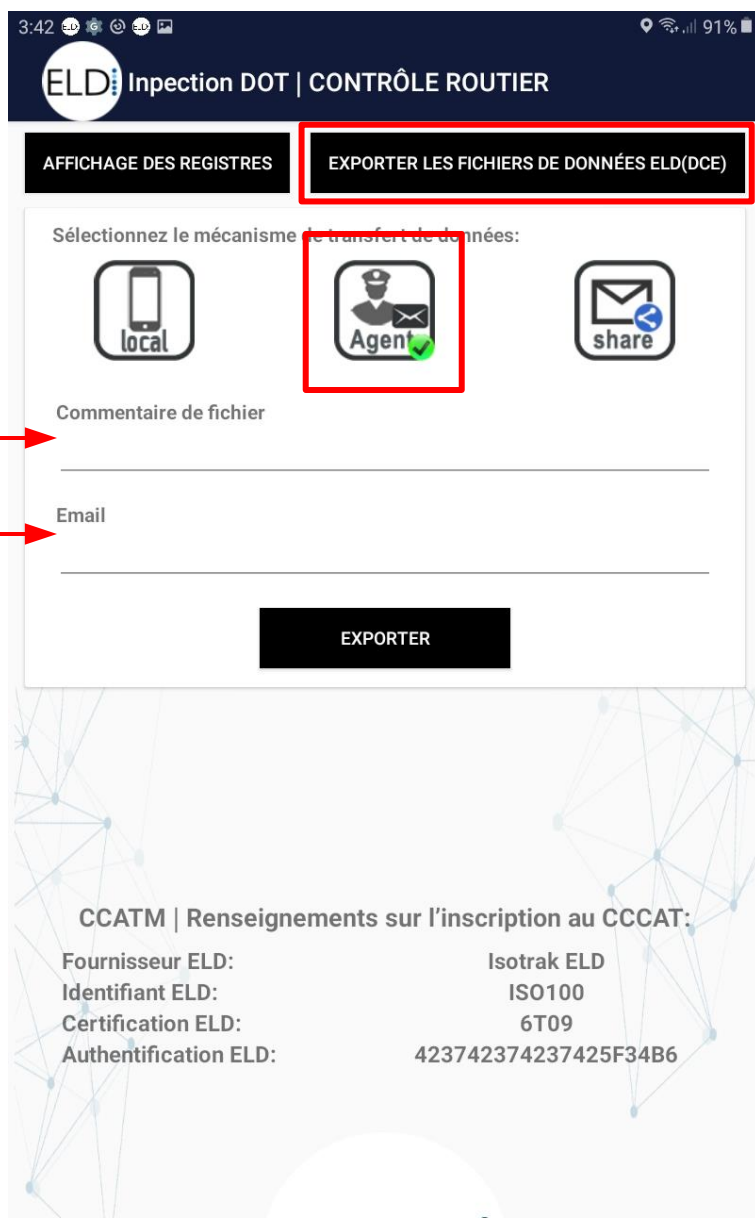 3:42 91%
ELD Inpection DOT | CONTRÔLE ROUTIER
AFFICHAGE DES REGISTRES EXPORTER LES FICHIERS DE DONNÉES ELD(DCE)
Sélectionnez le mécanisme de transfert de données:
local Agent share
Commentaire de fichier
Email
EXPORTER
CCATM | Renseignements sur l'inscription au CCCAT:
Fournisseur ELD: Isotrak ELD
Identifiant ELD: ISO100
Certification ELD: 6T09
Authentification ELD: 423742374237425F34B6